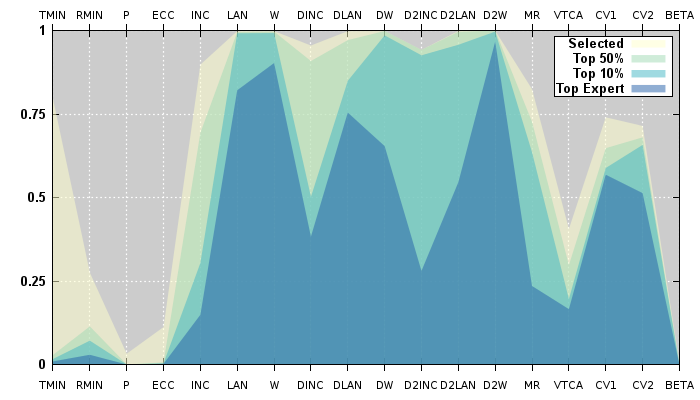 TMIN RMIN P ECC INC LAN W DINC DLAN DW D2INC D2LAN D2W MR VTCA CV1 CV2 BETA
1
Selected
Top 50%
Top 10%
Top Expert
0.75
0.5
0.25
0
TMIN RMIN P ECC INC LAN W DINC DLAN DW D2INC D2LAN D2W MR VTCA CV1 CV2 BETA